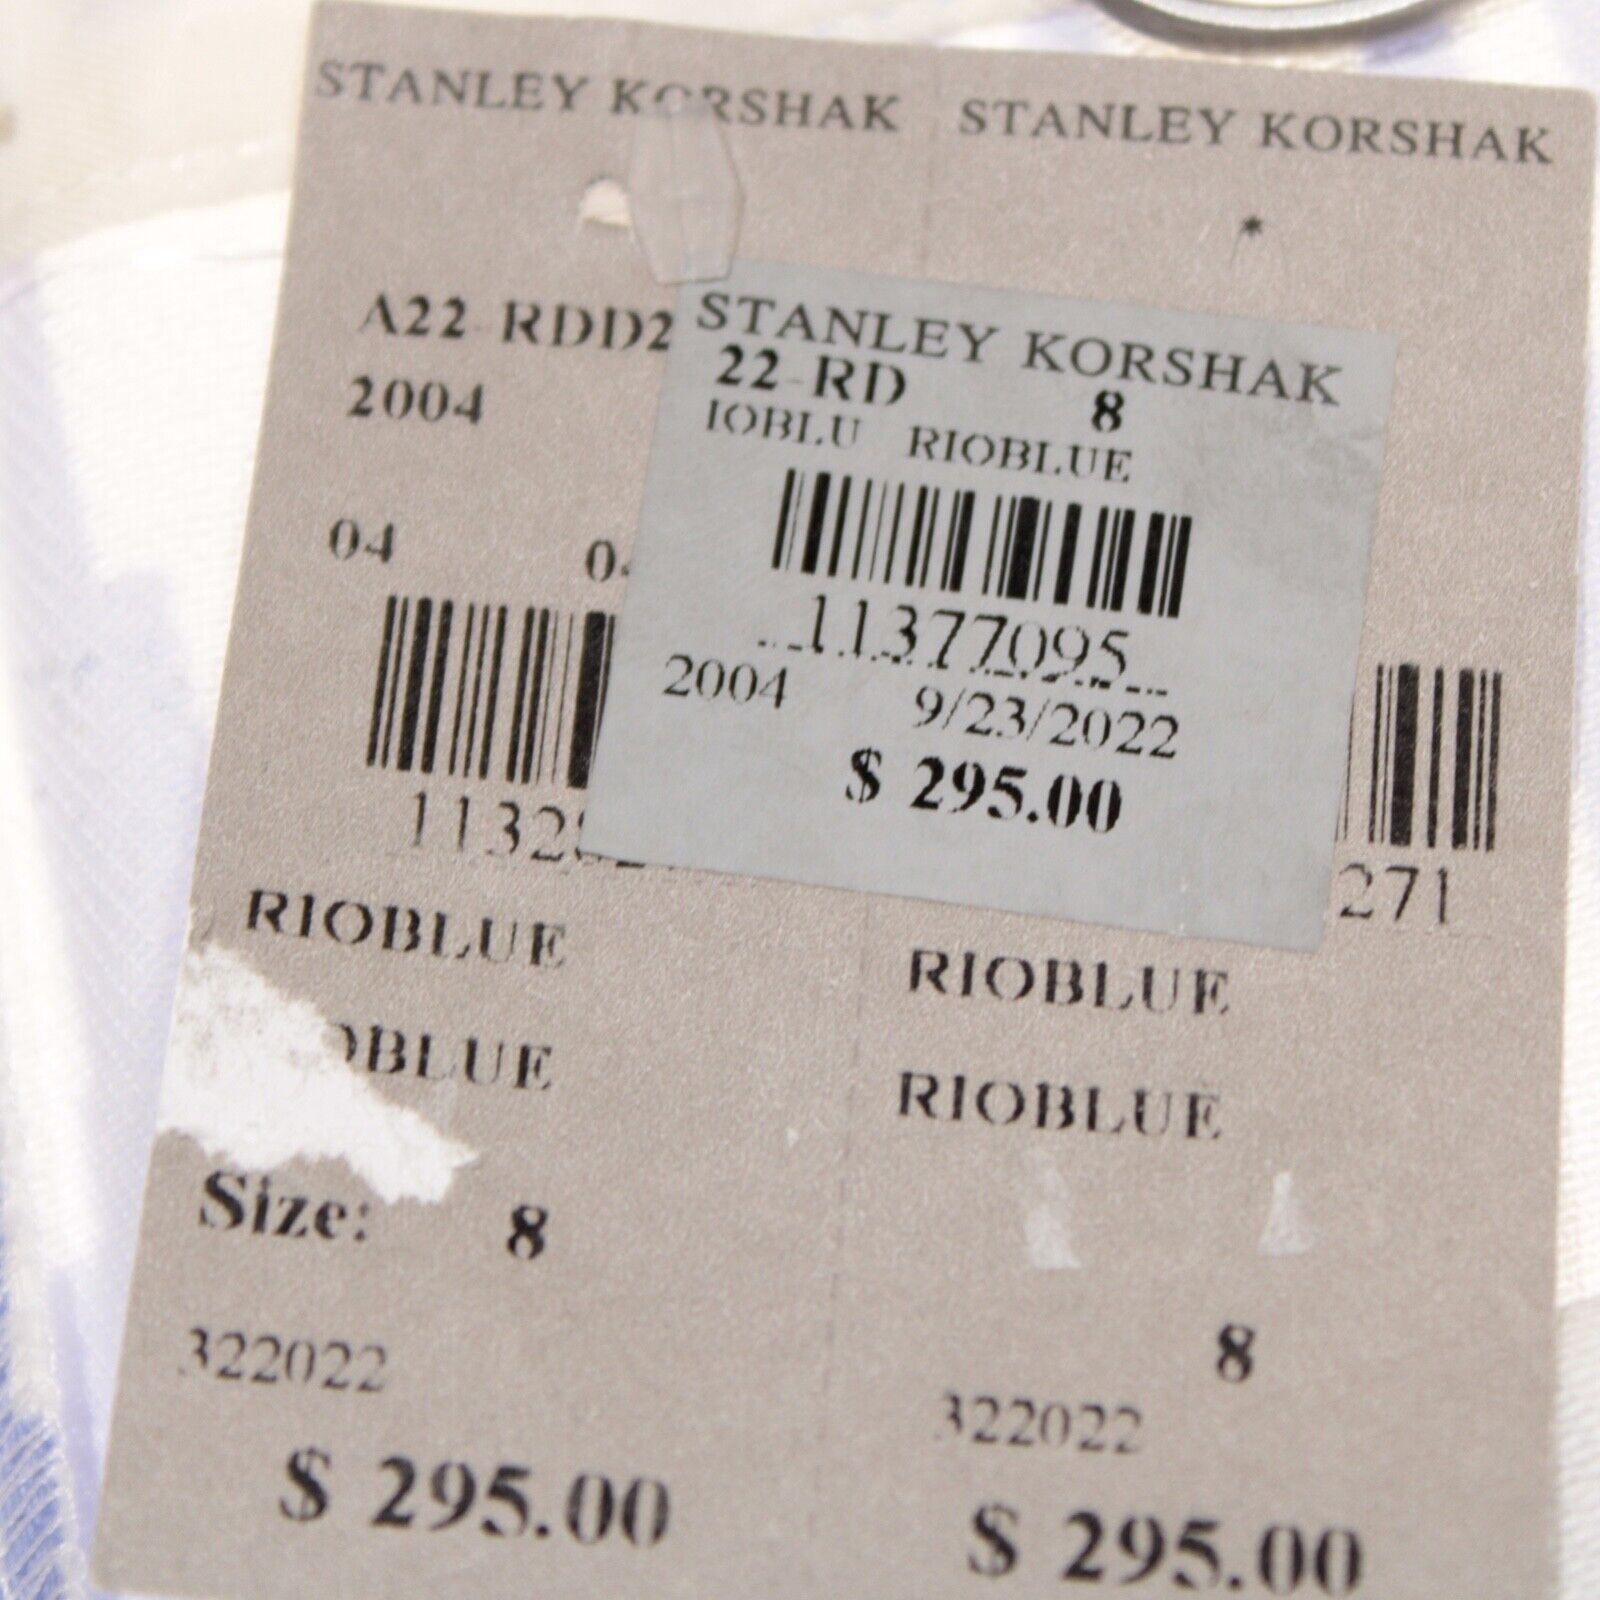 STANLEY KORSHAK
STANLEY KORSHAK
*
A22-RDD2
2004
04
STANLEY KORSHAK
22-RD 8
IOBLU RIOBLUE
11377095
2004 9/23/2022
$ 295.00
271
RIOBLUE
OBLUE
Size: 8
322022
$ 295.00
RIOBLUE
RIOBLUE
8
322022
$ 295.00